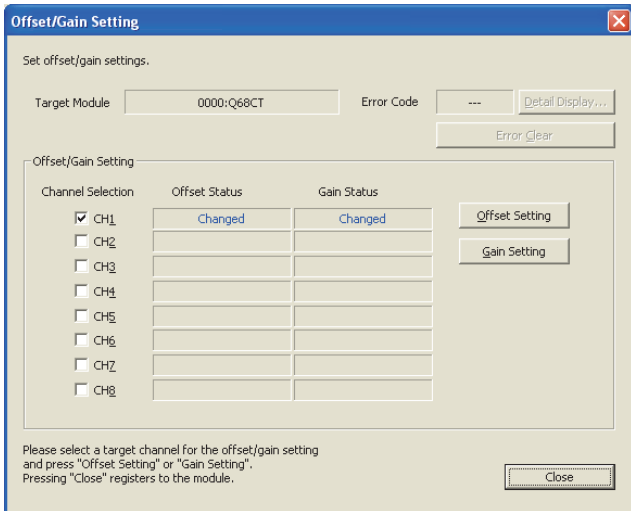 Offset/Gain Setting
Set offset/gain settings.
Target Module 0000:Q68CT Error Code --- Detail Display...
Error Clear
Offset/Gain Setting
Channel Selection Offset Status Gain Status
CH1 Changed Changed Offset Setting
CH2
Gain Setting
CH3
CH4
CH5
CH6
CH7
CH8
Please select a target channel for the offset/gain setting
and press "Offset Setting" or "Gain Setting".
Pressing "Close" registers to the module.
Close